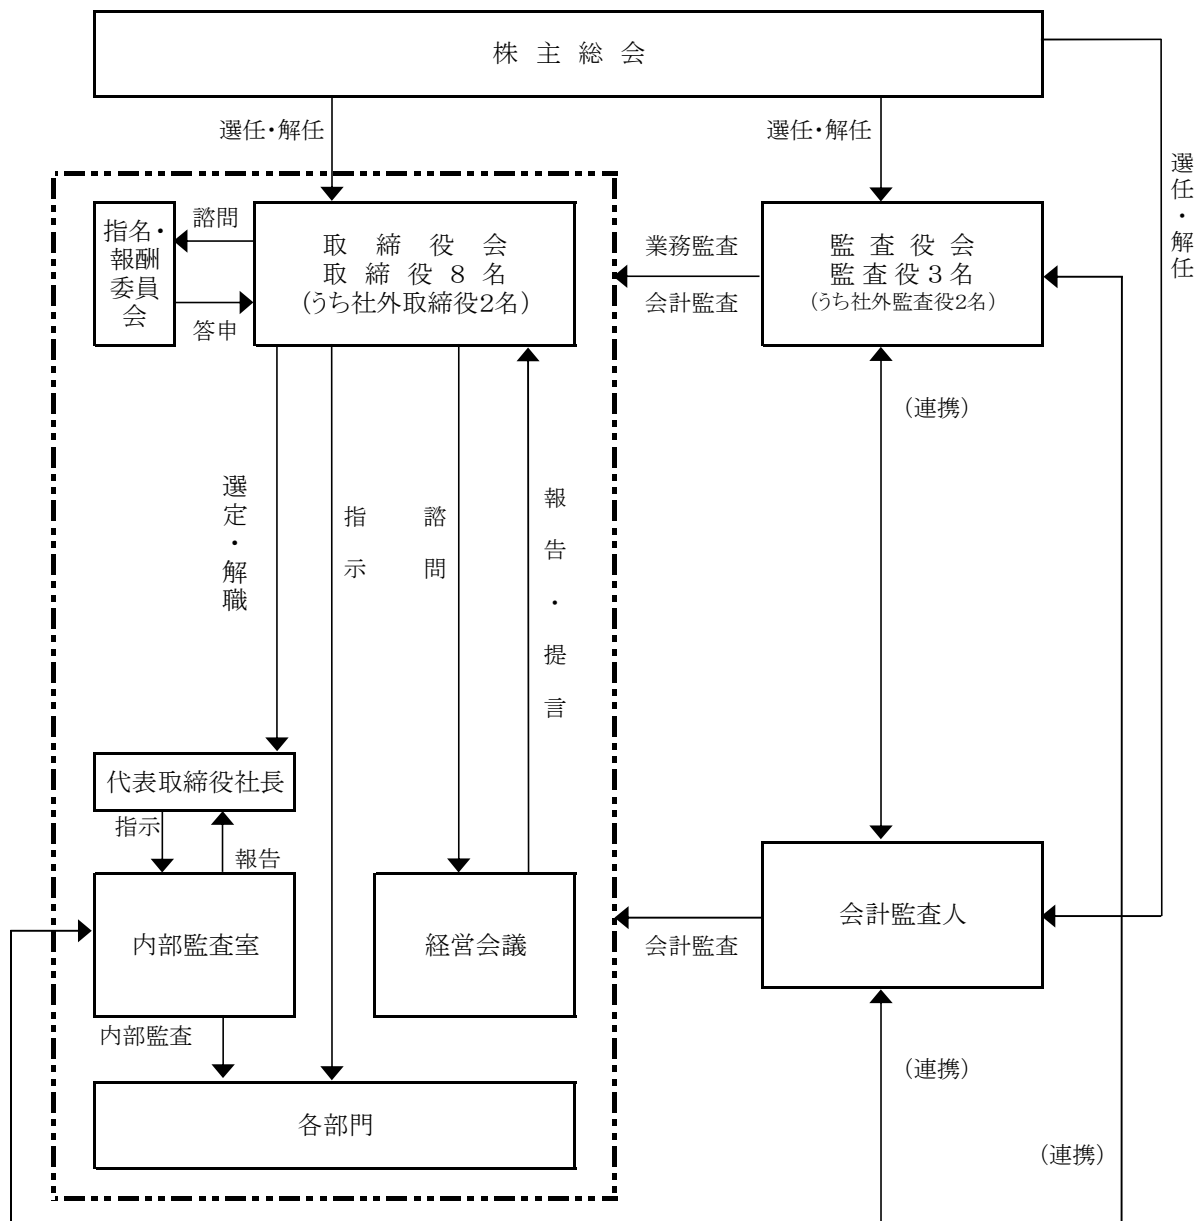 株主総会
選任・解任
選任・解任
選任・解任
指名・
報酬
委員
会
諮問
答申
取締役会
取締役8名
(うち社外取締役2名)
業務監査
会計監査
監査役会
監査役3名
(うち社外監査役2名)
(連携)
選定・解職
指示
諮問
報告・提言
代表取締役社長
指示
報告
内部監査室
経営会議
会計監査
会計監査人
内部監査
(連携)
各部門
(連携)